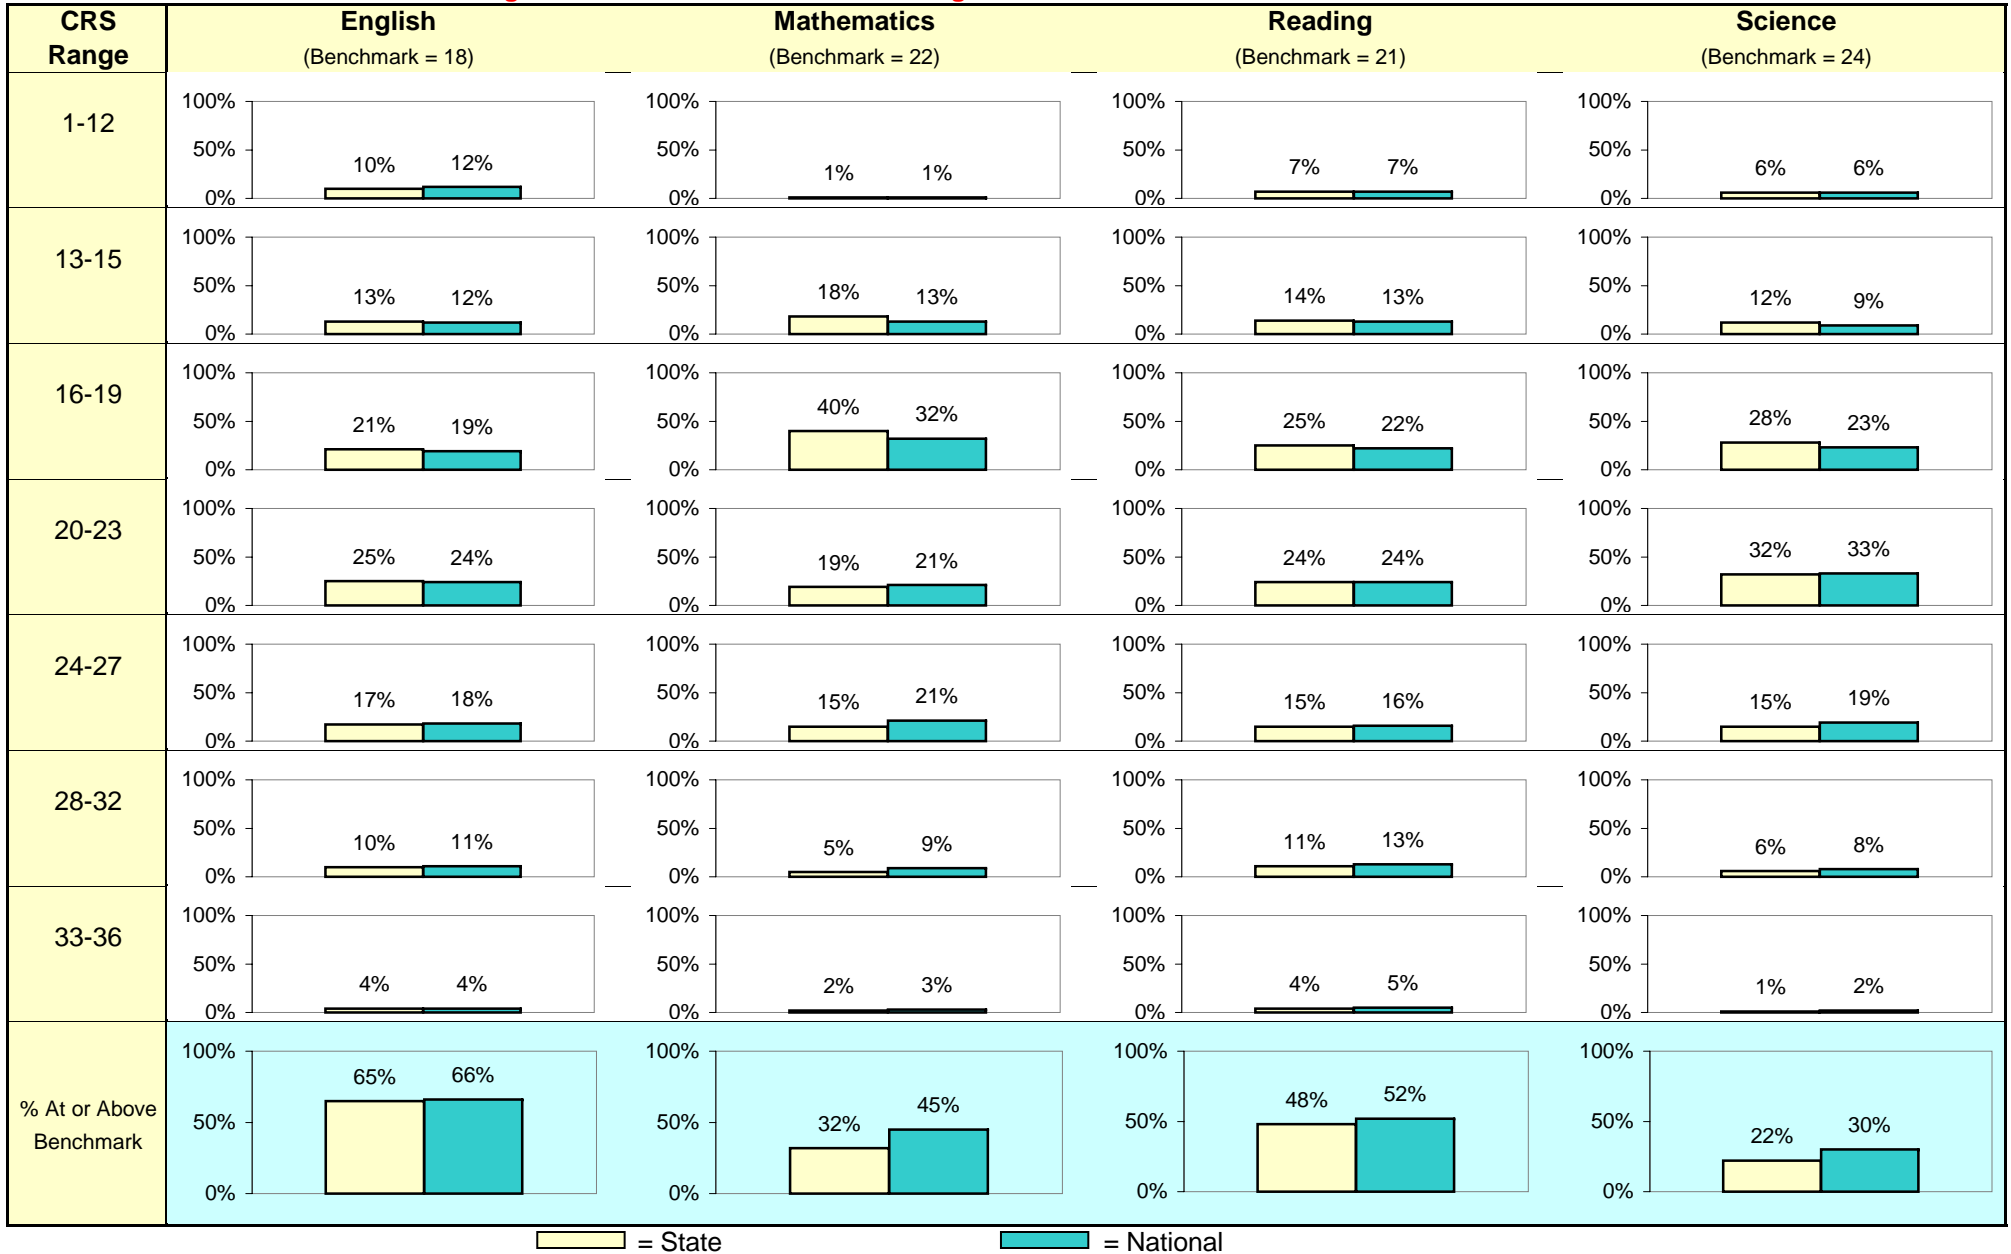 CRS Range English Mathematics Reading Science
(Benchmark = 18) (Benchmark = 22) (Benchmark = 21) (Benchmark = 24)
1-12
100% 100% 100% 100%
50% 10% 12% 50% 1% 1% 50% 7% 7% 50% 6% 6%
0% 0% 0% 0%
13-15
100% 100% 100% 100%
50% 13% 12% 50% 18% 13% 50% 14% 13% 50% 12% 9%
0% 0% 0% 0%
16-19
100% 100% 100% 100%
50% 21% 19% 50% 40% 32% 50% 25% 22% 50% 28% 23%
0% 0% 0% 0%
20-23
100% 100% 100% 100%
50% 25% 24% 50% 19% 21% 50% 24% 24% 50% 32% 33%
0% 0% 0% 0%
24-27
100% 100% 100% 100%
50% 17% 18% 50% 15% 21% 50% 15% 16% 50% 15% 19%
0% 0% 0% 0%
28-32
100% 100% 100% 100%
50% 10% 11% 50% 5% 9% 50% 11% 13% 50% 6% 8%
0% 0% 0% 0%
33-36
100% 100% 100% 100%
50% 4% 4% 50% 2% 3% 50% 4% 5% 50% 1% 2%
0% 0% 0% 0%
% At or Above
Benchmark
100% 100% 100% 100%
65% 66% 32% 45% 48% 52% 22% 30%
50% 50% 50% 50%
0% 0% 0% 0%
= State = National